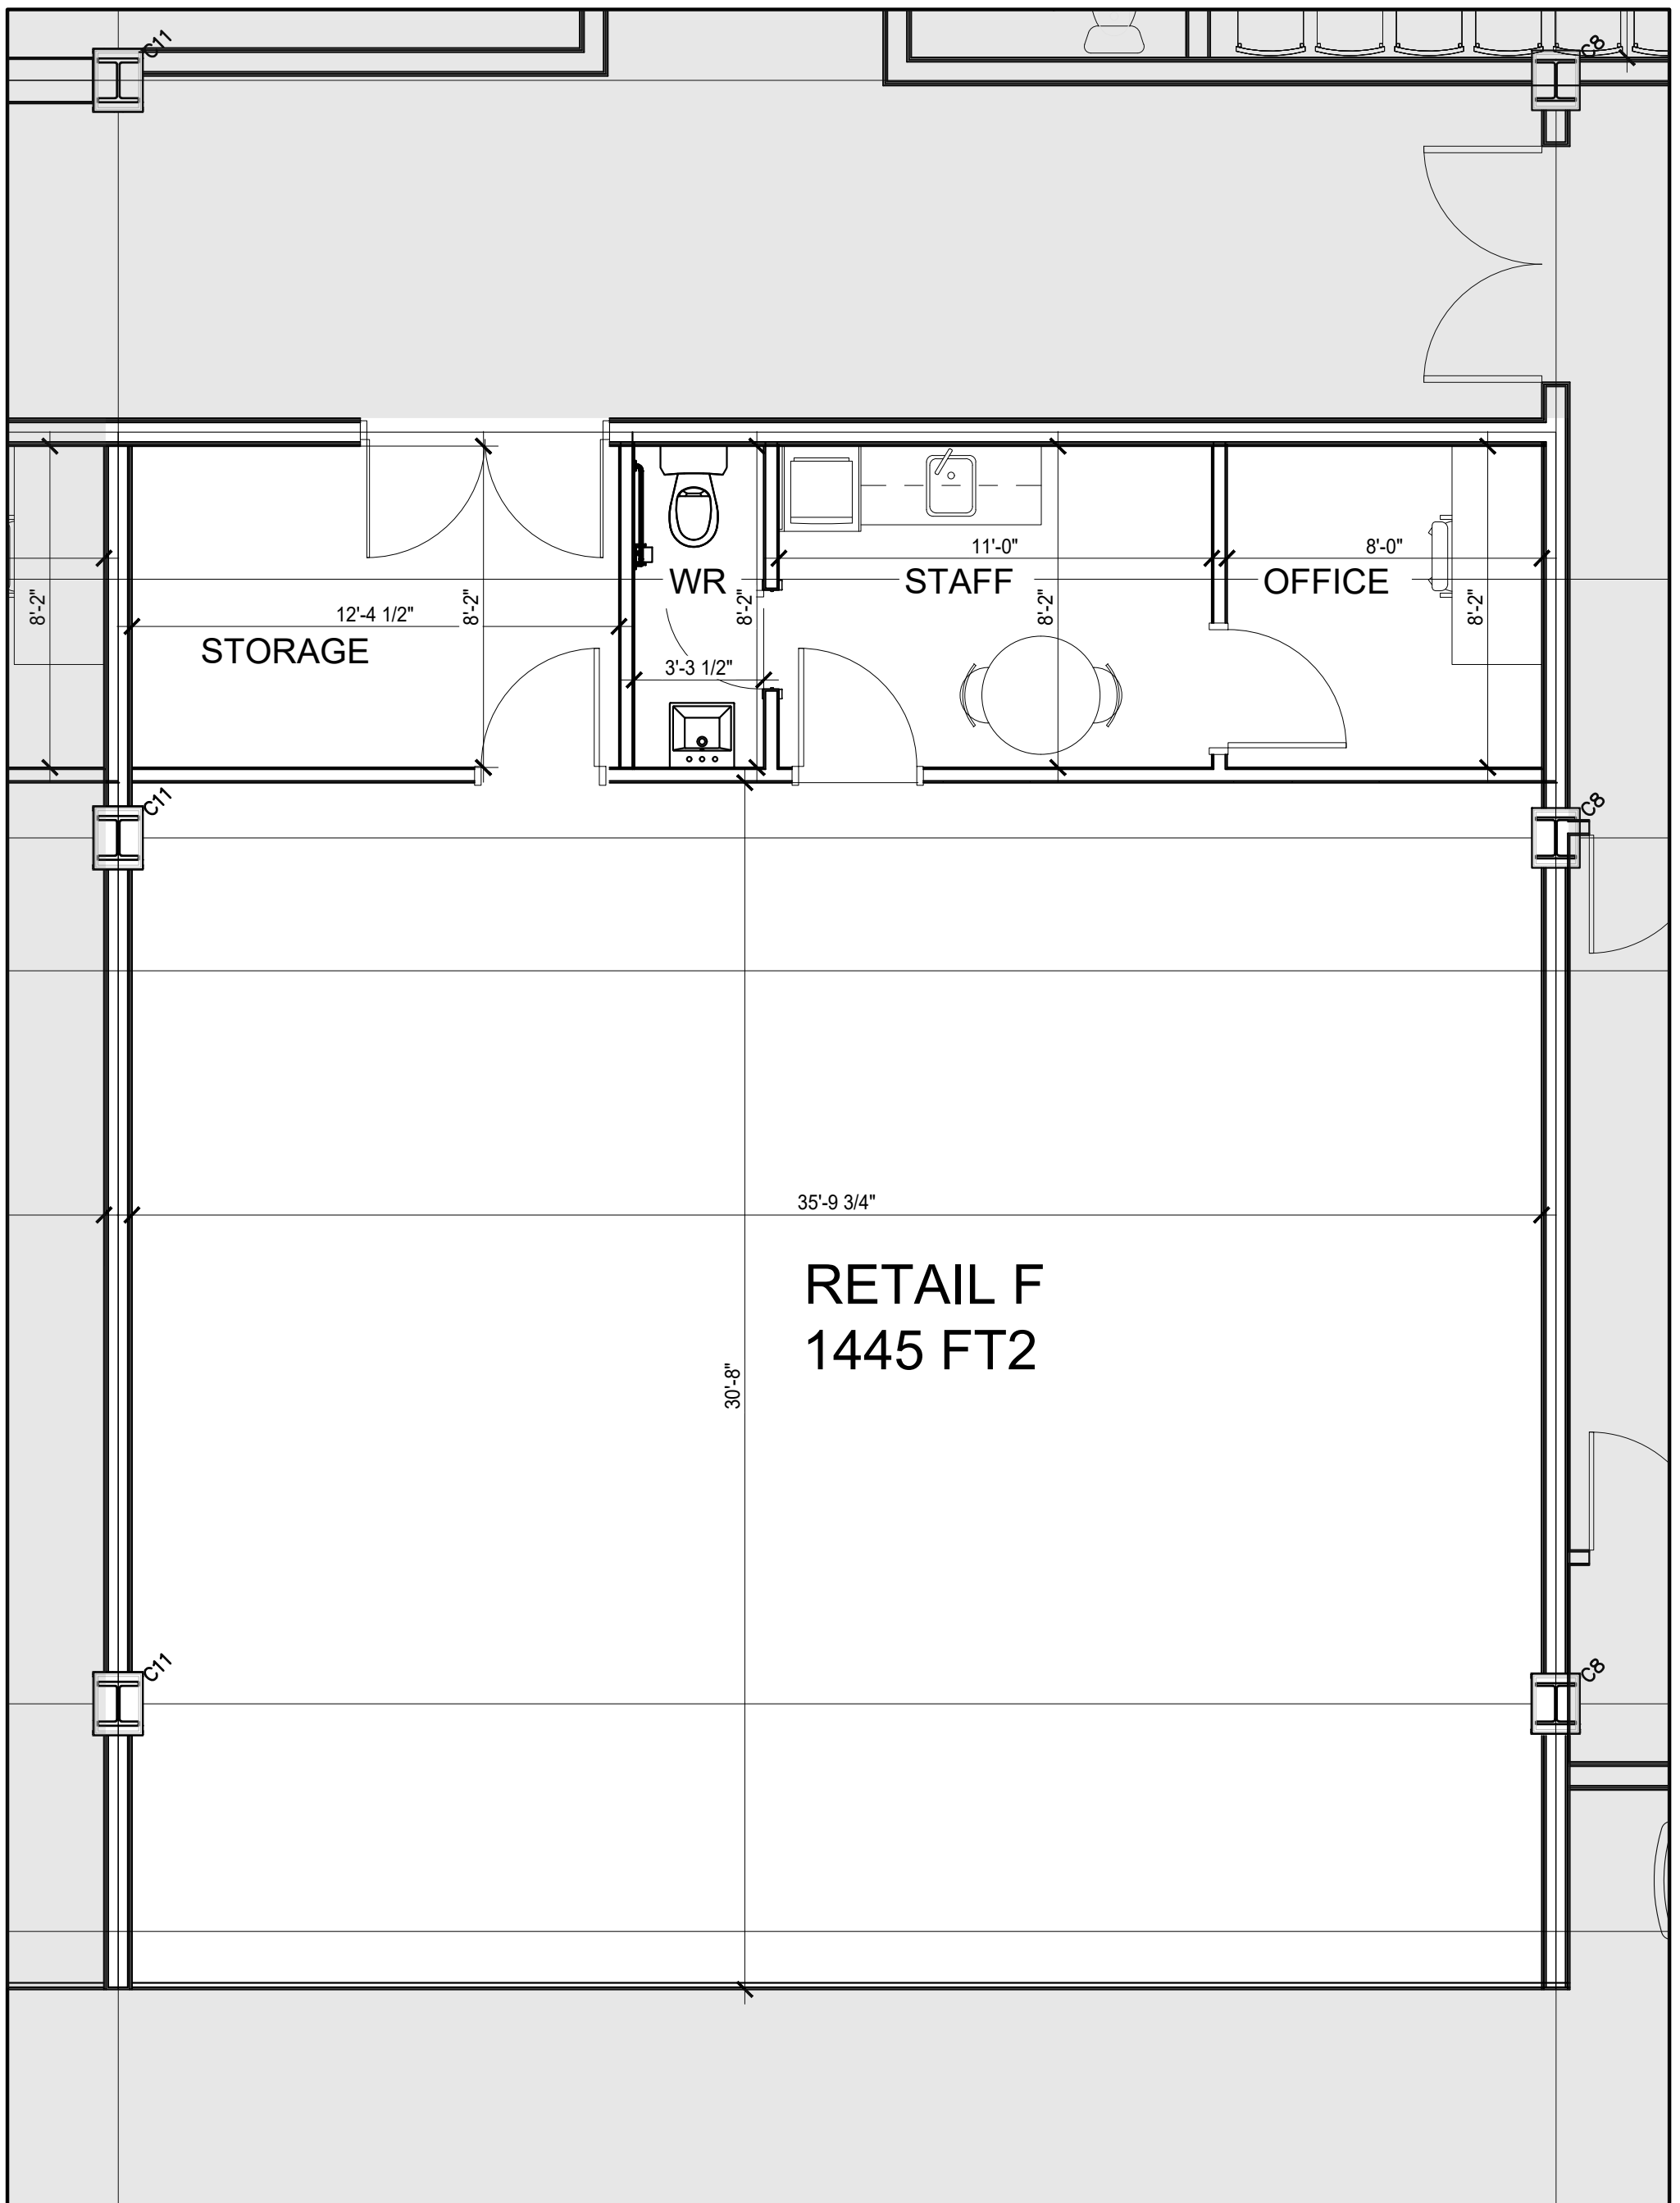 C11
C8
11'-0"
8'-0"
WR
STAFF
OFFICE
8'-2"
12'-4 1/2"
8'-2"
8'-2"
8'-2"
8'-2"
STORAGE
3'-3 1/2"
C11
C8
35'-9 3/4"
RETAIL F
1445 FT2
30'-8"
C11
C8